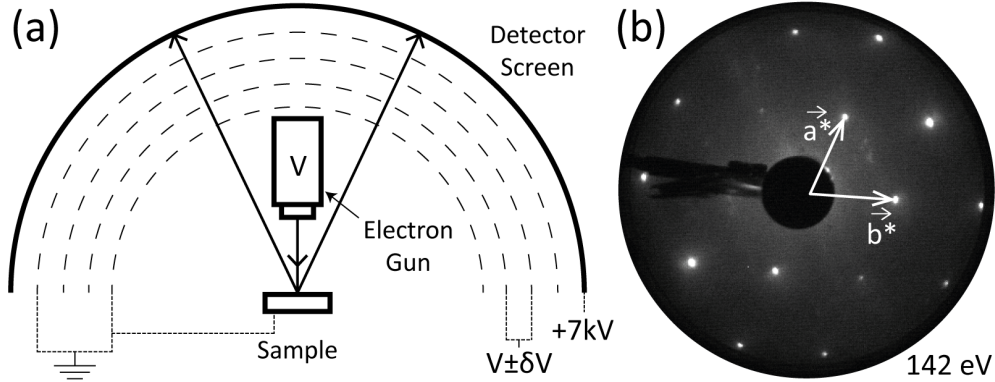 (a)
Detector
Screen
V
Electron
Gun
Sample
+7kV
V±δV
(b)
a*
b*
142 eV